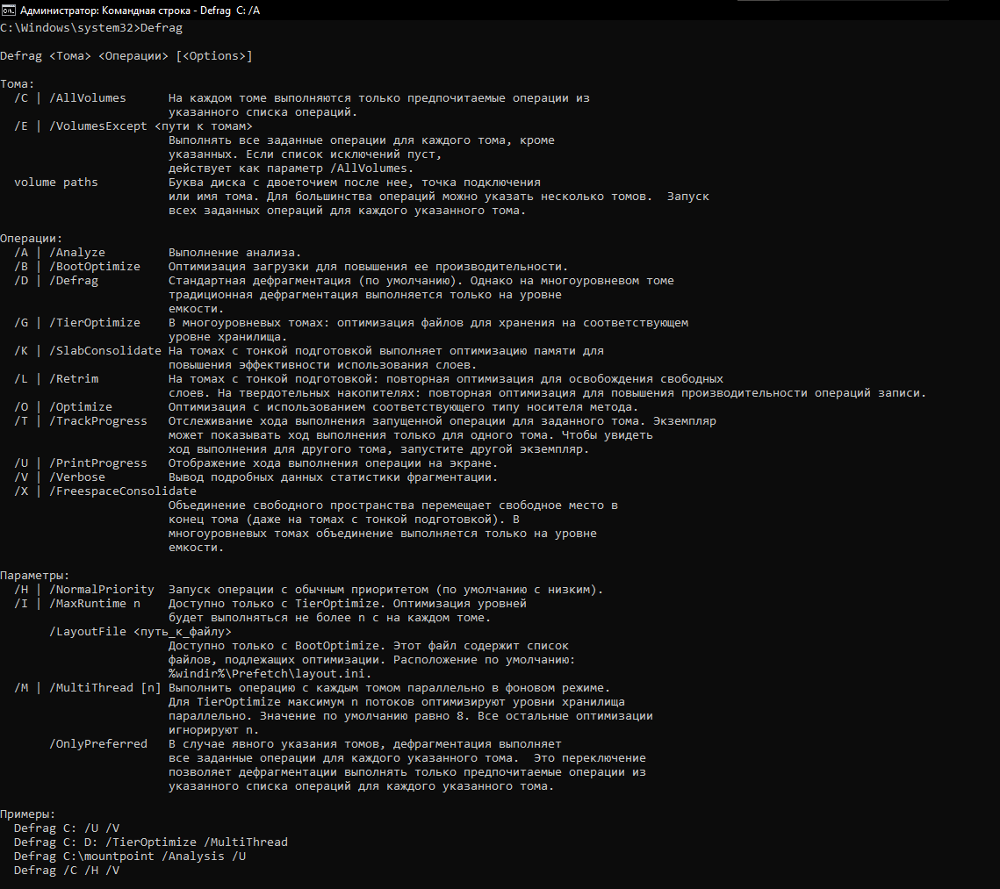 Администратор: Командная строка - Defrag C: /A
C:\Windows\system32>Defrag
Defrag <Тома> <Операции> [<Options>]
Тома:
/C | /AllVolumes На каждом томе выполняются только предпочитаемые операции из
указанного списка операций.
/E | /VolumesExcept <пути к томам>
Выполнять все заданные операции для каждого тома, кроме
указанных. Если список исключений пуст,
действует как параметр /AllVolumes.
volume paths Буква диска с двоеточием после нее, точка подключения
или имя тома. Для большинства операций можно указать несколько томов. Запуск
всех заданных операций для каждого указанного тома.
Операции:
/A | /Analyze Выполнение анализа.
/B | /BootOptimize Оптимизация загрузки для повышения ее производительности.
/D | /Defrag Стандартная дефрагментация (по умолчанию). Однако на многоуровневом томе
традиционная дефрагментация выполняется только на уровне
емкости.
/G | /TierOptimize В многоуровневых томах: оптимизация файлов для хранения на соответствующем
уровне хранилища.
/K | /SlabConsolidate На томах с тонкой подготовкой выполняет оптимизацию памяти для
повышения эффективности использования слоев.
/L | /Retrim На томах с тонкой подготовкой: повторная оптимизация для освобождения свободных
слоев. На твердотельных накопителях: повторная оптимизация для повышения производительности операций записи.
/O | /Optimize Оптимизация с использованием соответствующего типу носителя метода.
/T | /TrackProgress Отслеживание хода выполнения запущенной операции для заданного тома. Экземпляр
может показывать ход выполнения только для одного тома. Чтобы увидеть
ход выполнения для другого тома, запустите другой экземпляр.
/U | /PrintProgress Отображение хода выполнения операции на экране.
/V | /Verbose Вывод подробных данных статистики фрагментации.
/X | /FreespaceConsolidate
Объединение свободного пространства перемещает свободное место в
конец тома (даже на томах с тонкой подготовкой). В
многоуровневых томах объединение выполняется только на уровне
емкости.
Параметры:
/H | /NormalPriority Запуск операции с обычным приоритетом (по умолчанию с низким).
/I | /MaxRuntime n Доступно только с TierOptimize. Оптимизация уровней
будет выполняться не более n с на каждом томе.
/LayoutFile <путь_к_файлу>
Доступно только с BootOptimize. Этот файл содержит список
файлов, подлежащих оптимизации. Расположение по умолчанию:
%windir%\Prefetch\layout.ini.
/M | /MultiThread [n] Выполнить операцию с каждым томом параллельно в фоновом режиме.
Для TierOptimize максимум n потоков оптимизируют уровни хранилища
параллельно. Значение по умолчанию равно 8. Все остальные оптимизации
игнорируют n.
/OnlyPreferred В случае явного указания томов, дефрагментация выполняет
все заданные операции для каждого указанного тома. Это переключение
позволяет дефрагментации выполнять только предпочитаемые операции из
указанного списка операций для каждого указанного тома.
Примеры:
Defrag C: /U /V
Defrag C: D: /TierOptimize /MultiThread
Defrag C:\mountpoint /Analysis /U
Defrag /C /H /V